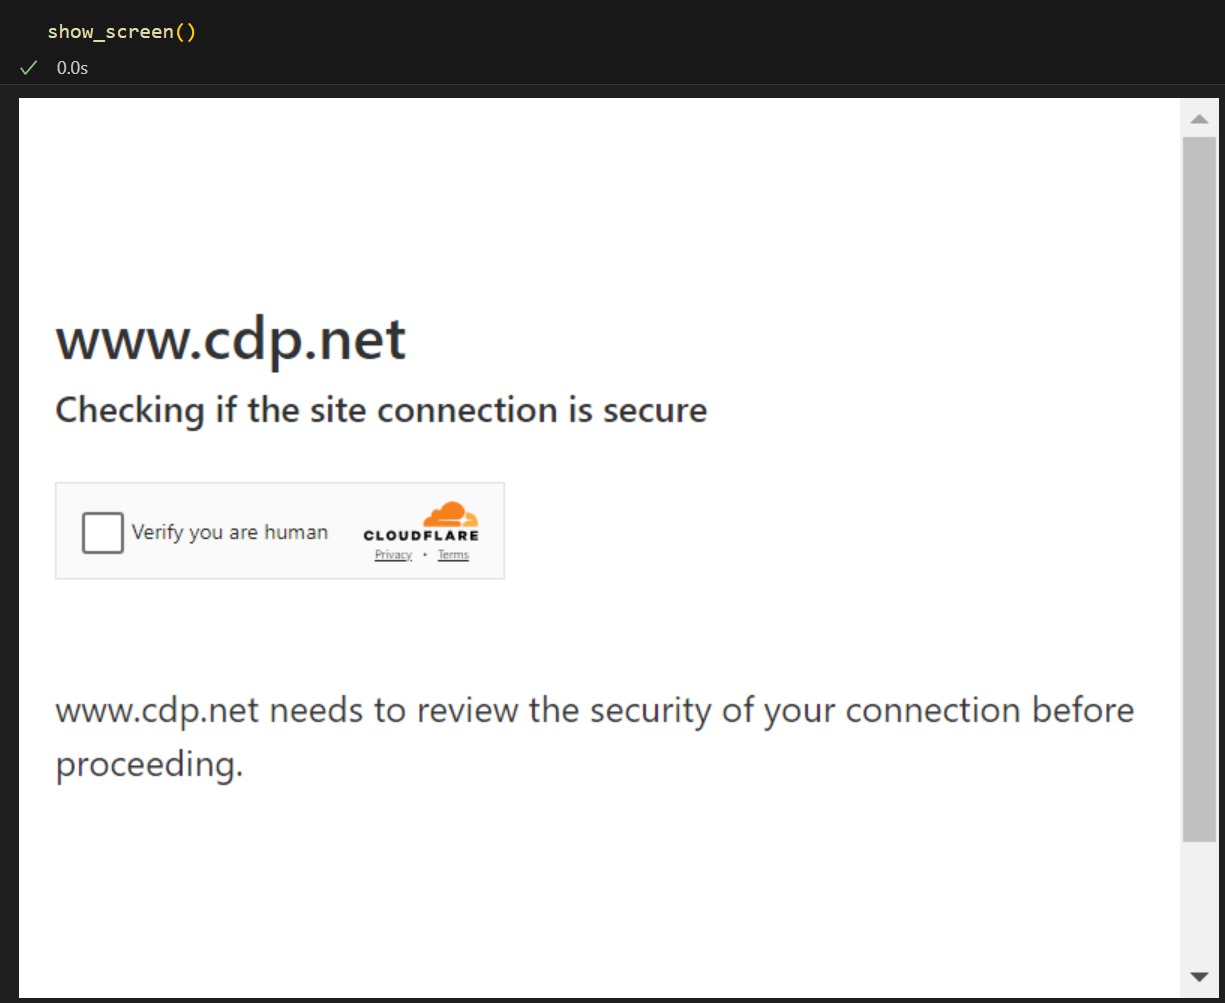 show_screen()
0.0s
www.cdp.net
Checking if the site connection is secure
Verify you are human
CLOUDFLARE
Privacy • Terms
www.cdp.net needs to review the security of your connection before
proceeding.